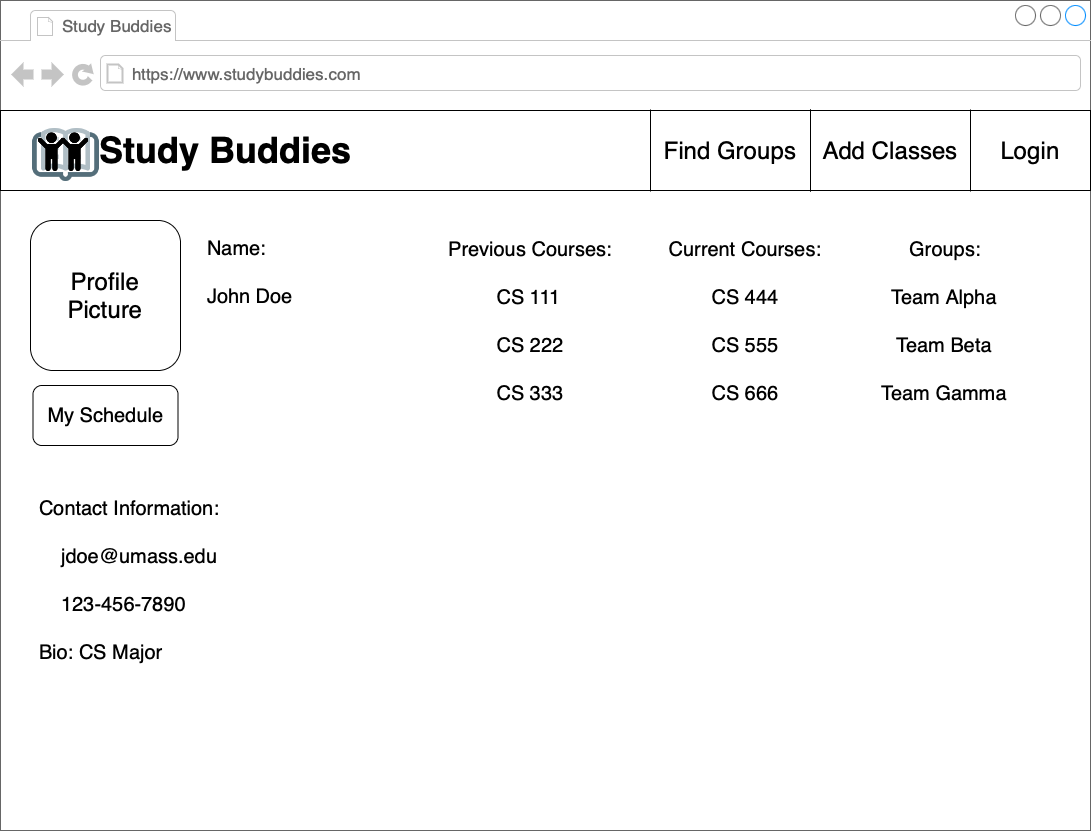 Study Buddies
https://www.studybuddies.com
Study Buddies
Find Groups
Add Classes
Login
Profile
Picture
My Schedule
Name:
John Doe
Previous Courses:
CS 111
CS 222
CS 333
Current Courses:
CS 444
CS 555
CS 666
Groups:
Team Alpha
Team Beta
Team Gamma
Contact Information:
jdoe@umass.edu
123-456-7890
Bio: CS Major